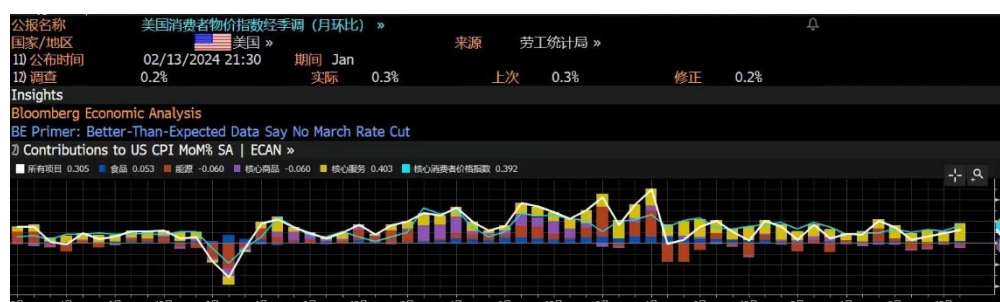 公报名称 美国消费者物价指数经季调（月环比） »
国家/地区 美国 » 来源 劳工统计局 »
11) 公布时间 02/13/2024 21:30 期间 Jan
12) 调查 0.2% 实际 0.3% 上次 0.3% 修正 0.2%
Insights
Bloomberg Economic Analysis
BE Primer: Better-Than-Expected Data Say No March Rate Cut
2) Contributions to US CPI MoM% SA | ECAN »
所有项目 0.305 食品 0.053 能源 -0.060 核心商品 -0.060 核心服务 0.403 核心消费者价格指数 0.392